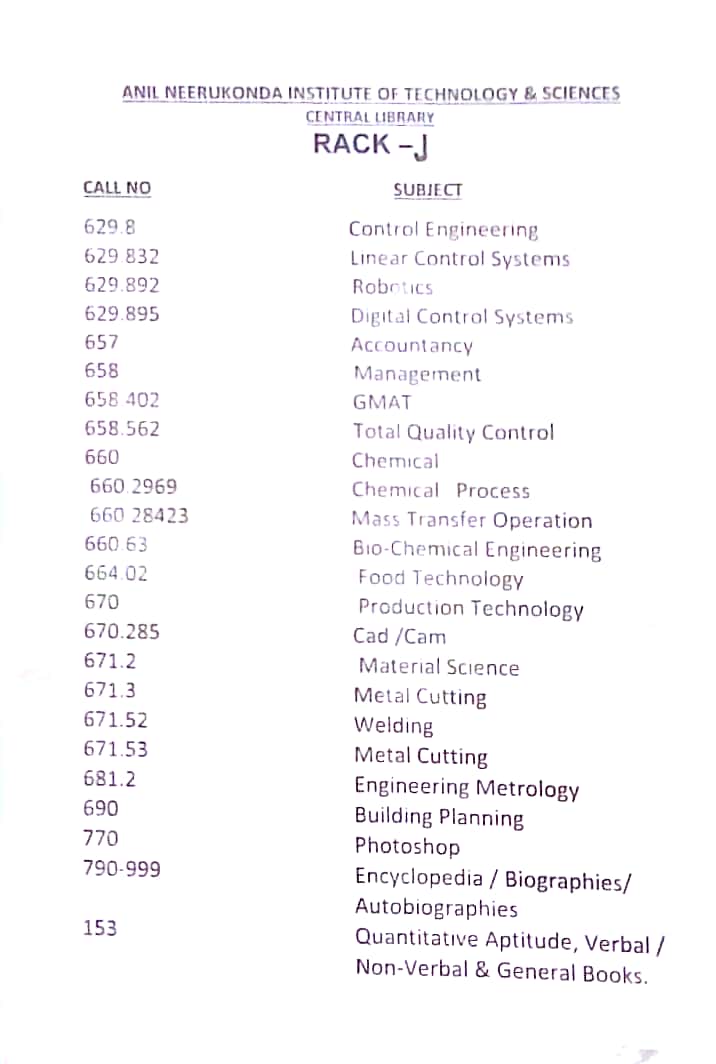 ANIL NEERUKONDA INSTITUTE OF TECHNOLOGY & SCIENCES
CENTRAL LIBRARY
RACK –J
CALL NO SUBJECT
629.8 Control Engineering
629.832 Linear Control Systems
629.892 Robotics
629.895 Digital Control Systems
657 Accountancy
658 Management
658.402 GMAT
658.562 Total Quality Control
660 Chemical
660.2969 Chemical Process
660.28423 Mass Transfer Operation
660.63 Bio-Chemical Engineering
664.02 Food Technology
670 Production Technology
670.285 Cad /Cam
671.2 Material Science
671.3 Metal Cutting
671.52 Welding
671.53 Metal Cutting
681.2 Engineering Metrology
690 Building Planning
770 Photoshop
790-999 Encyclopedia / Biographies/
Autobiographies
153 Quantitative Aptitude, Verbal /
Non-Verbal & General Books.